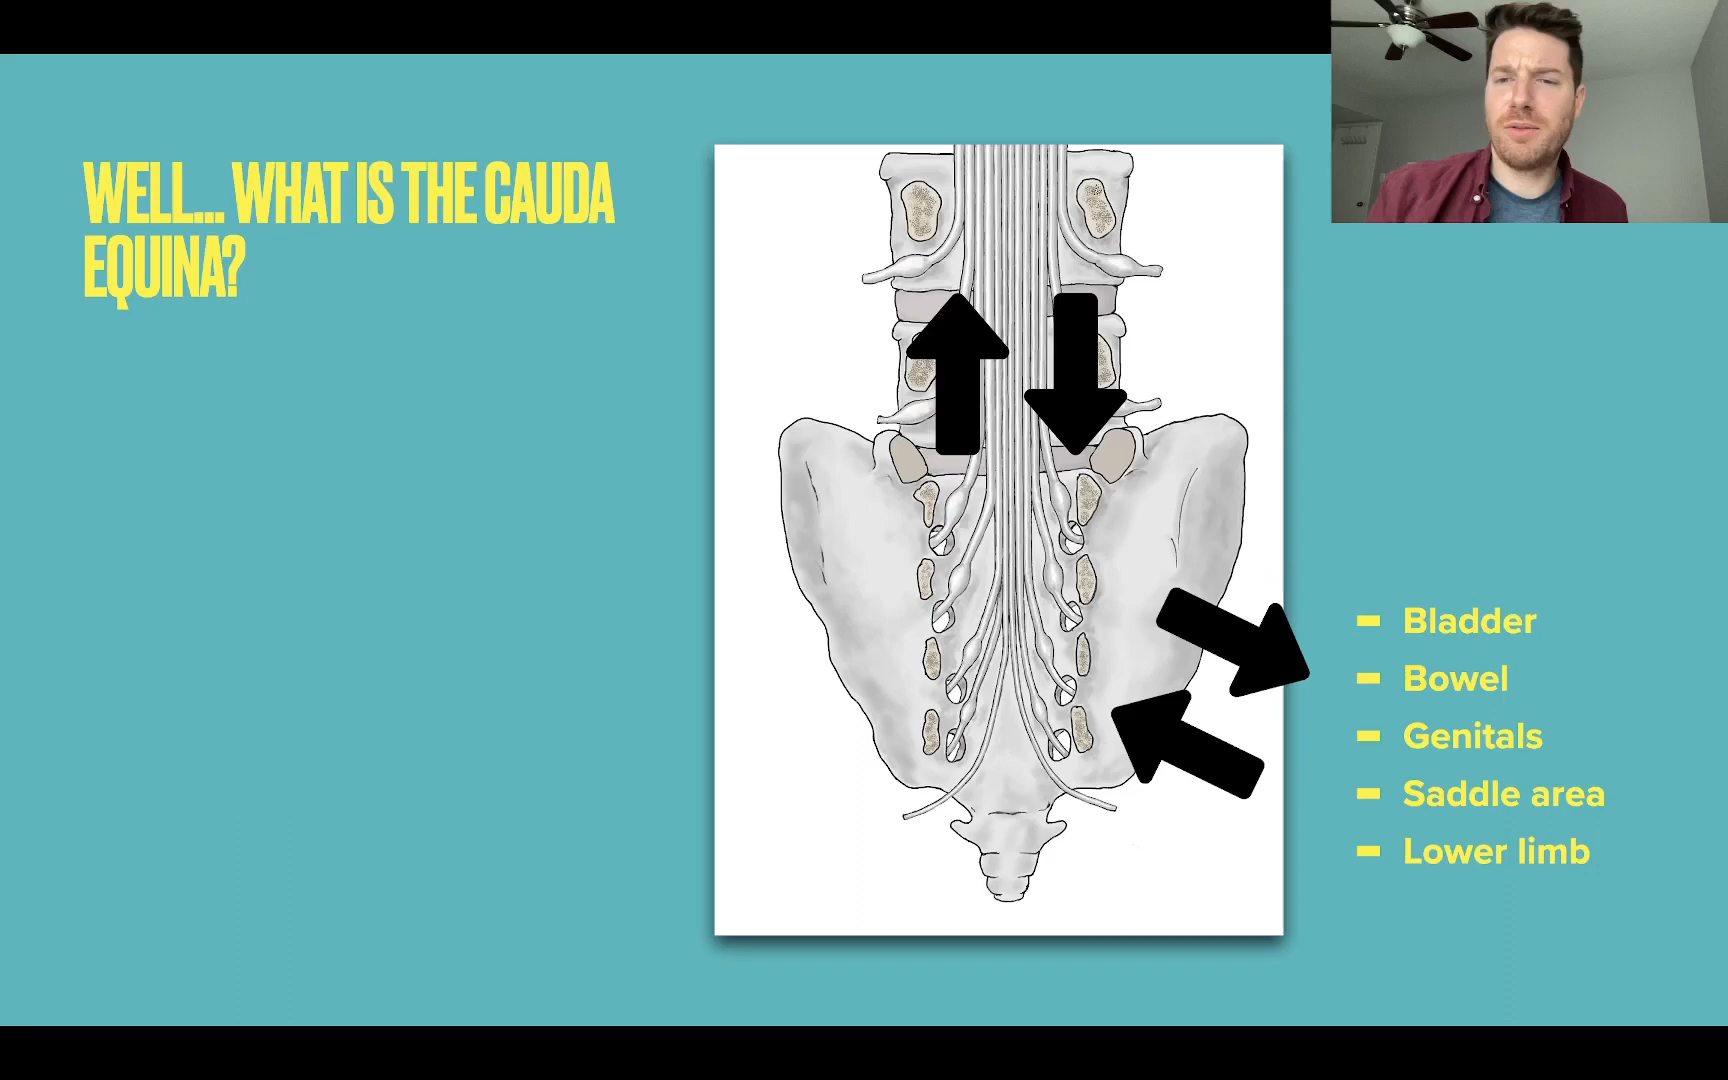 WELL... WHAT IS THE CAUDA
EQUINA?
- Bladder
- Bowel
- Genitals
- Saddle area
- Lower limb